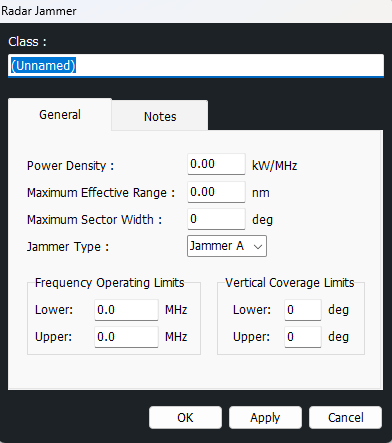 Radar Jammer
Class :
(Unnamed)
General Notes
Power Density : 0.00 kW/MHz
Maximum Effective Range : 0.00 nm
Maximum Sector Width : 0 deg
Jammer Type : Jammer A
Frequency Operating Limits
Lower: 0.0 MHz
Upper: 0.0 MHz
Vertical Coverage Limits
Lower: 0 deg
Upper: 0 deg
OK Apply Cancel